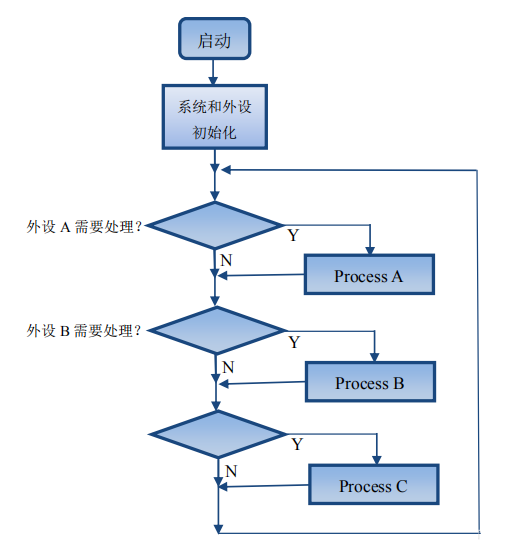 启动
系统和外设
初始化
外设 A 需要处理?
Y
N
Process A
外设 B 需要处理?
Y
N
Process B
Y
N
Process C